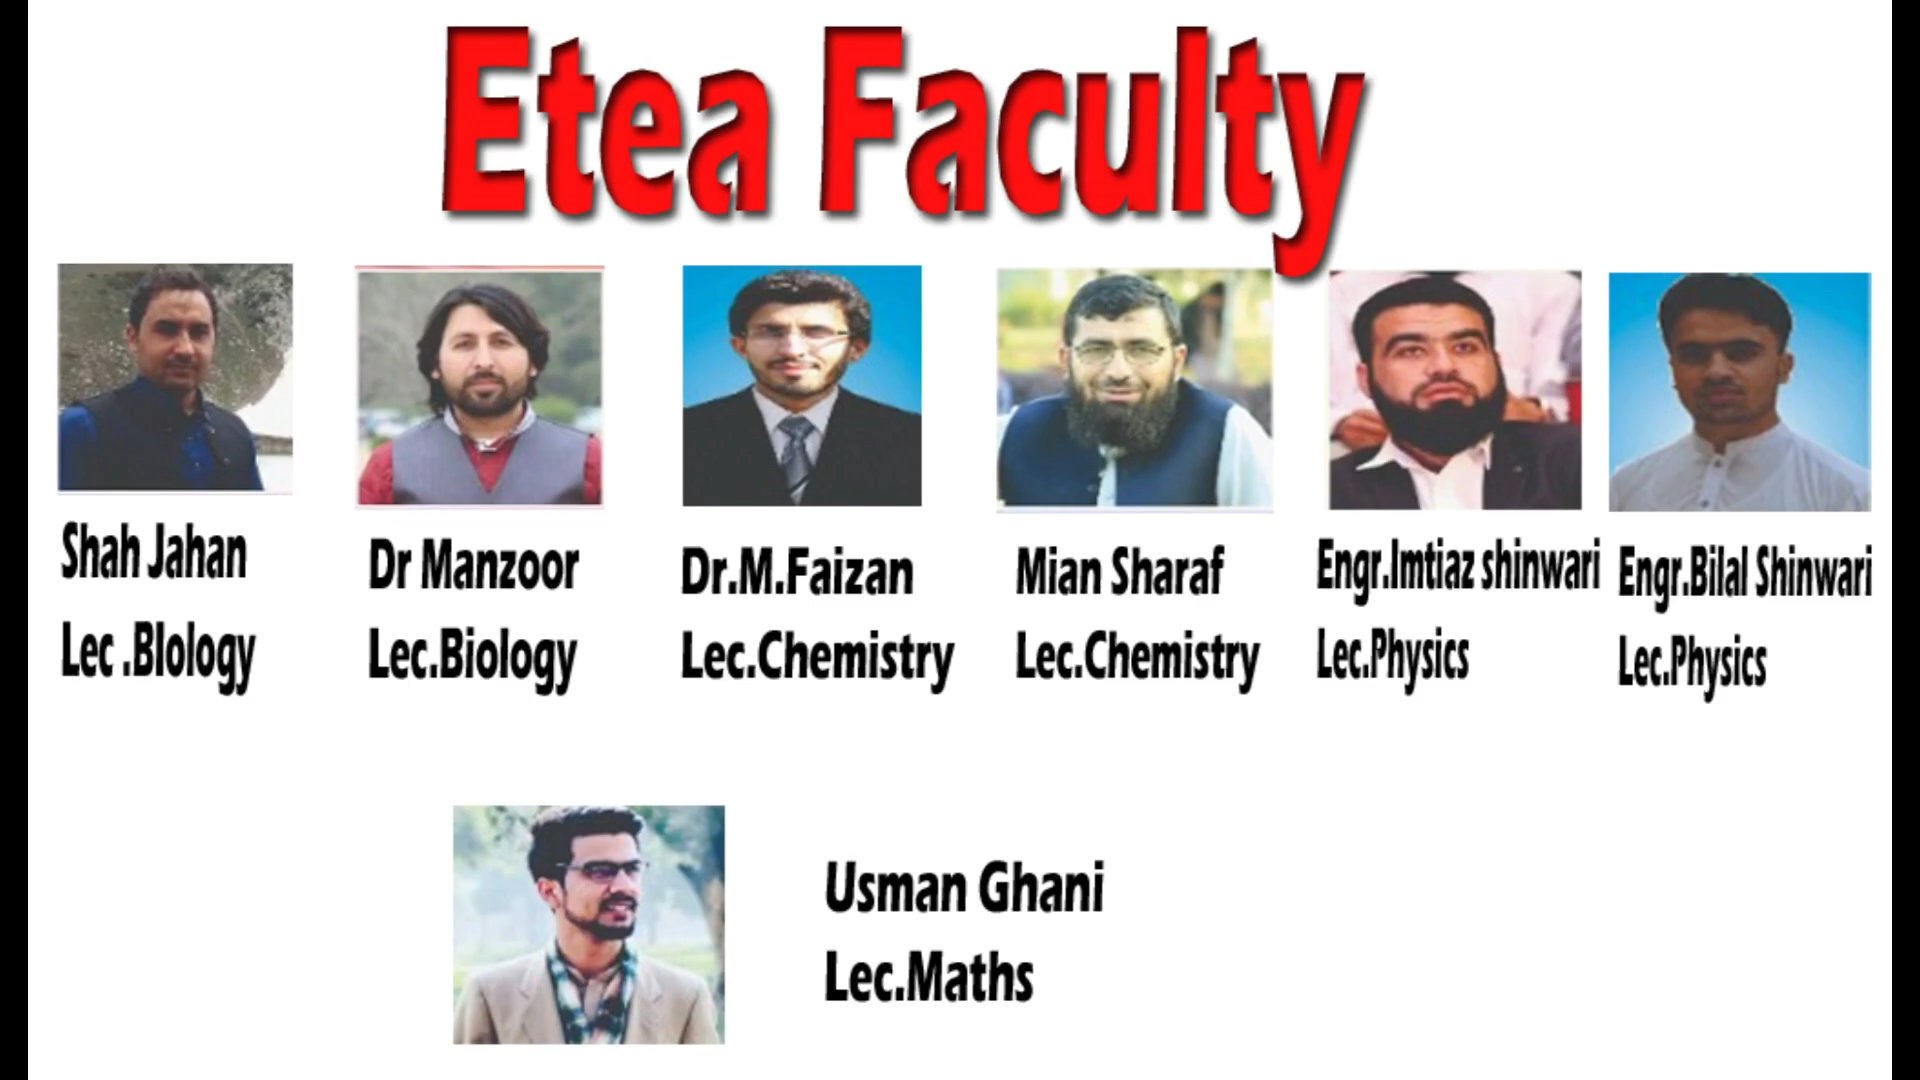 Etea Faculty
Shah Jahan
Lec .BIology
Dr Manzoor
Lec.Biology
Dr.M.Faizan
Lec.Chemistry
Mian Sharaf
Lec.Chemistry
Engr.Imtiaz shinwari
Lec.Physics
Engr.Bilal Shinwari
Lec.Physics
Usman Ghani
Lec.Maths